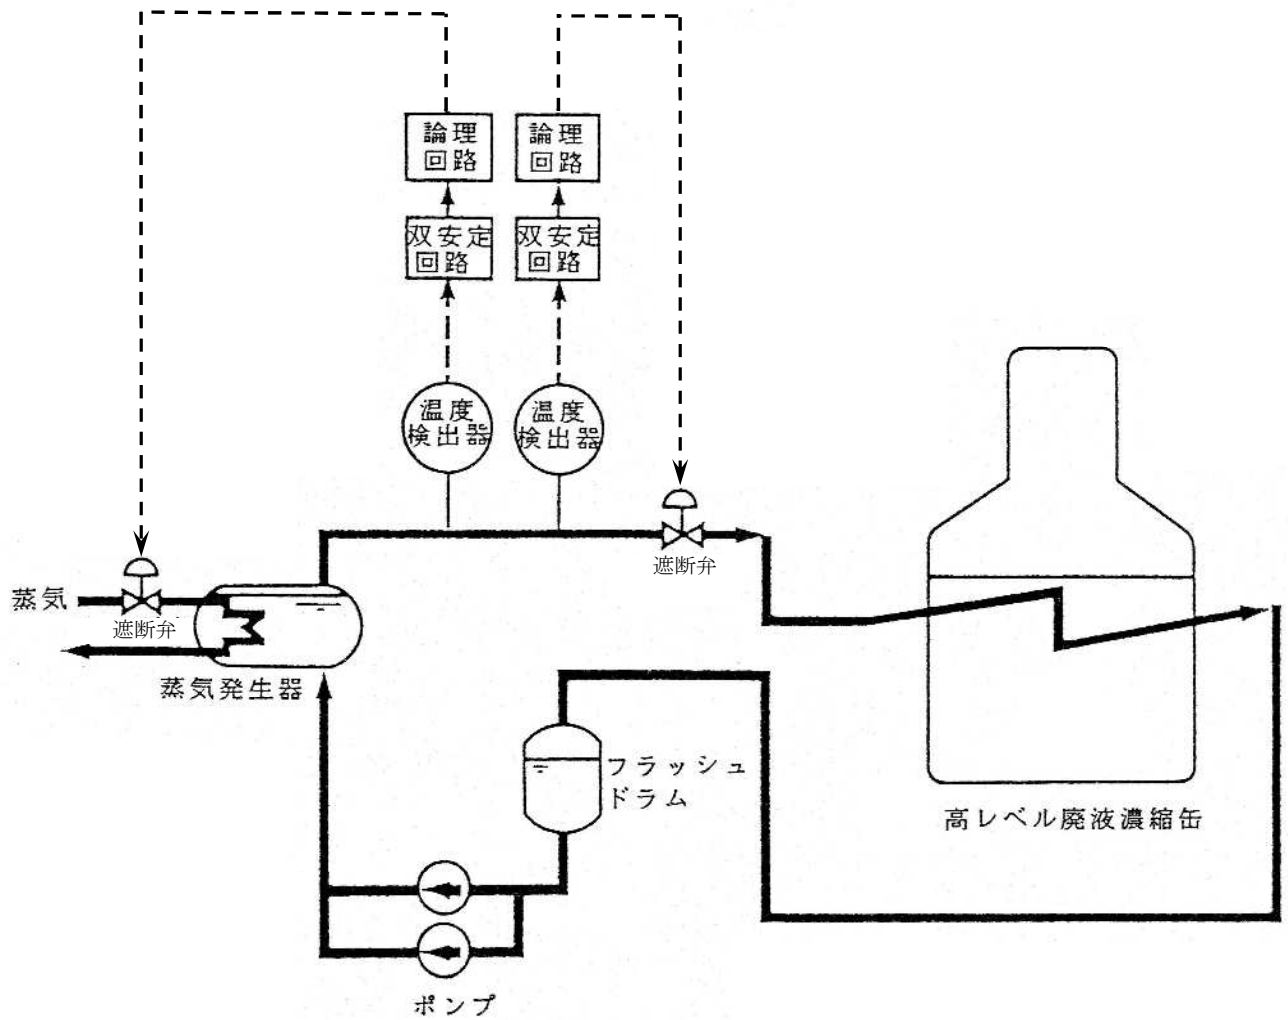 論理
回路
論理
回路
双安定
回路
双安定
回路
温度
検出器
温度
検出器
遮断弁
蒸気
遮断弁
蒸気発生器
フラッシュ
ドラム
高レベル廃液濃縮缶
ポンプ